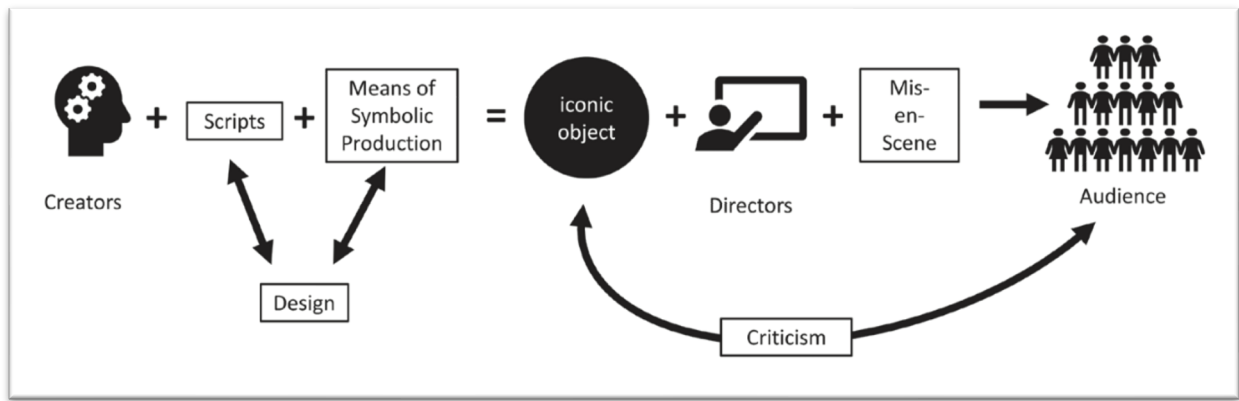 Creators
+
Scripts
+
Means of
Symbolic
Production
=
iconic
object
+
Directors
+
Mis-
en-
Scene
Audience
Design
Criticism